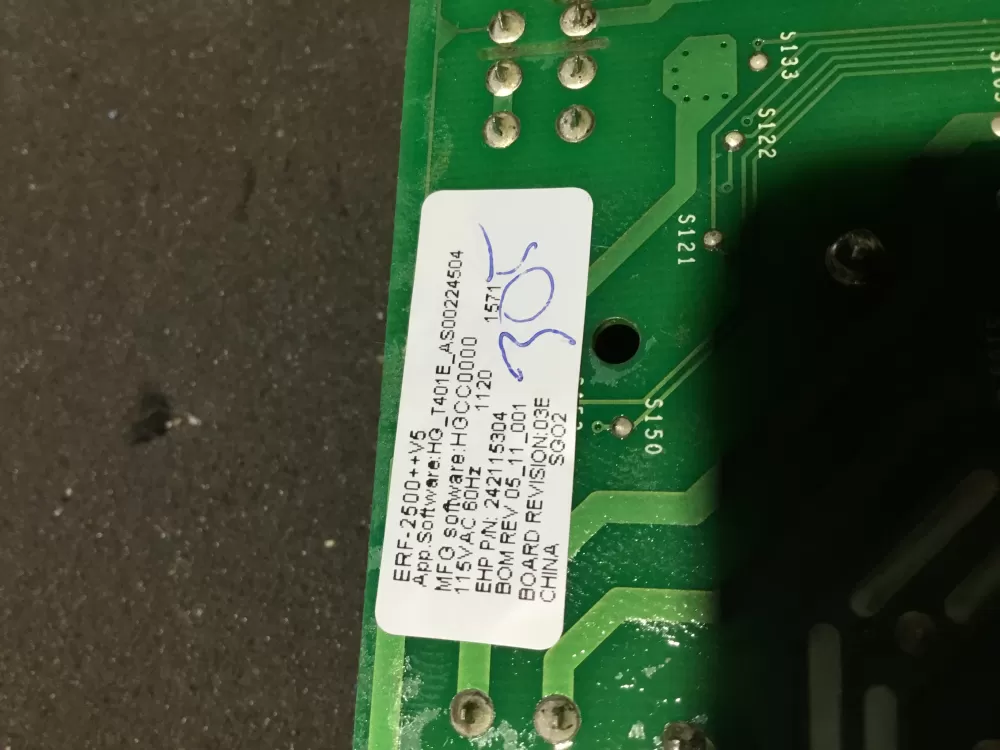 ERF-2500++V5
App.Software:HG_T401E_AS00224504
MFG software:HGCC0000
115VAC 60Hz 1120 1571
EHP P/N: 242115304
BOM REV 05_11_001
BOARD REVISION:03E
CHINA SGO2
305
S133
S122
S121
S150